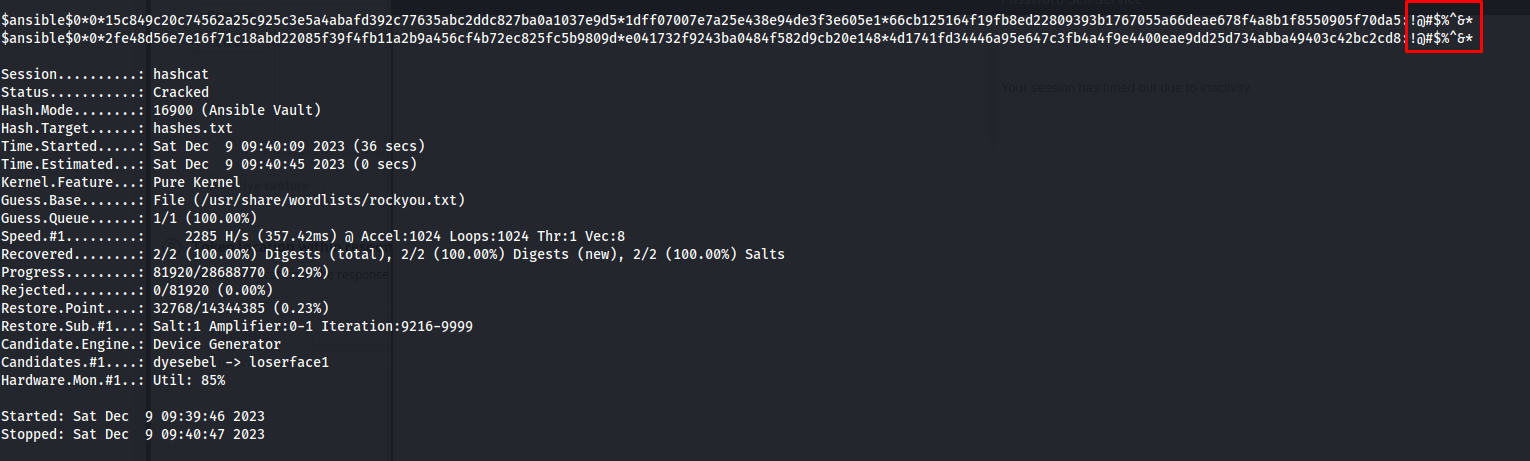 Password Self Service
$ansible$0*0*15c849c20c74562a25c925c3e5a4abafd392c77635abc2ddc827ba0a1037e9d5*1dff07007e7a25e438e94de3f3e605e1*66cb125164f19fb8ed22809393b1767055a66deae678f4a8b1f8550905f70da5:!@#$%^&*
$ansible$0*0*2fe48d56e7e16f71c18abd22085f39f4fb11a2b9a456cf4b72ec825fc5b9809d*e041732f9243ba0484f582d9cb20e148*4d1741fd34446a95e647c3fb4a4f9e4400eae9dd25d734abba49403c42bc2cd8:!@#$%^&*
Session..........: hashcat
Status...........: Cracked
Your session has timed out due to inactivity
Hash.Mode........: 16900 (Ansible Vault)
Hash.Target......: hashes.txt
Time.Started.....: Sat Dec  9 09:40:09 2023 (36 secs)
Time.Estimated...: Sat Dec  9 09:40:45 2023 (0 secs)
Kernel.Feature...: Pure Kernel
Guess.Base.......: File (/usr/share/wordlists/rockyou.txt)
Guess.Queue......: 1/1 (100.00%)
Speed.#1.........:     2285 H/s (357.42ms) @ Accel:1024 Loops:1024 Thr:1 Vec:8
Recovered........: 2/2 (100.00%) Digests (total), 2/2 (100.00%) Digests (new), 2/2 (100.00%) Salts
Progress.........: 81920/28688770 (0.29%)
response
Rejected.........: 0/81920 (0.00%)
Restore.Point....: 32768/14344385 (0.23%)
Restore.Sub.#1...: Salt:1 Amplifier:0-1 Iteration:9216-9999
Candidate.Engine.: Device Generator
Candidates.#1....: dyesebel -> loserface1
Hardware.Mon.#1..: Util: 85%
Started: Sat Dec  9 09:39:46 2023
Stopped: Sat Dec  9 09:40:47 2023